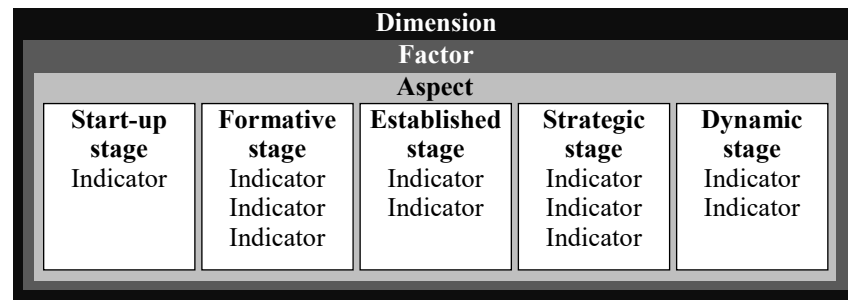 Dimension
Factor
Aspect
Start-up
stage
Indicator
Formative
stage
Indicator
Indicator
Indicator
Established
stage
Indicator
Indicator
Strategic
stage
Indicator
Indicator
Indicator
Dynamic
stage
Indicator
Indicator